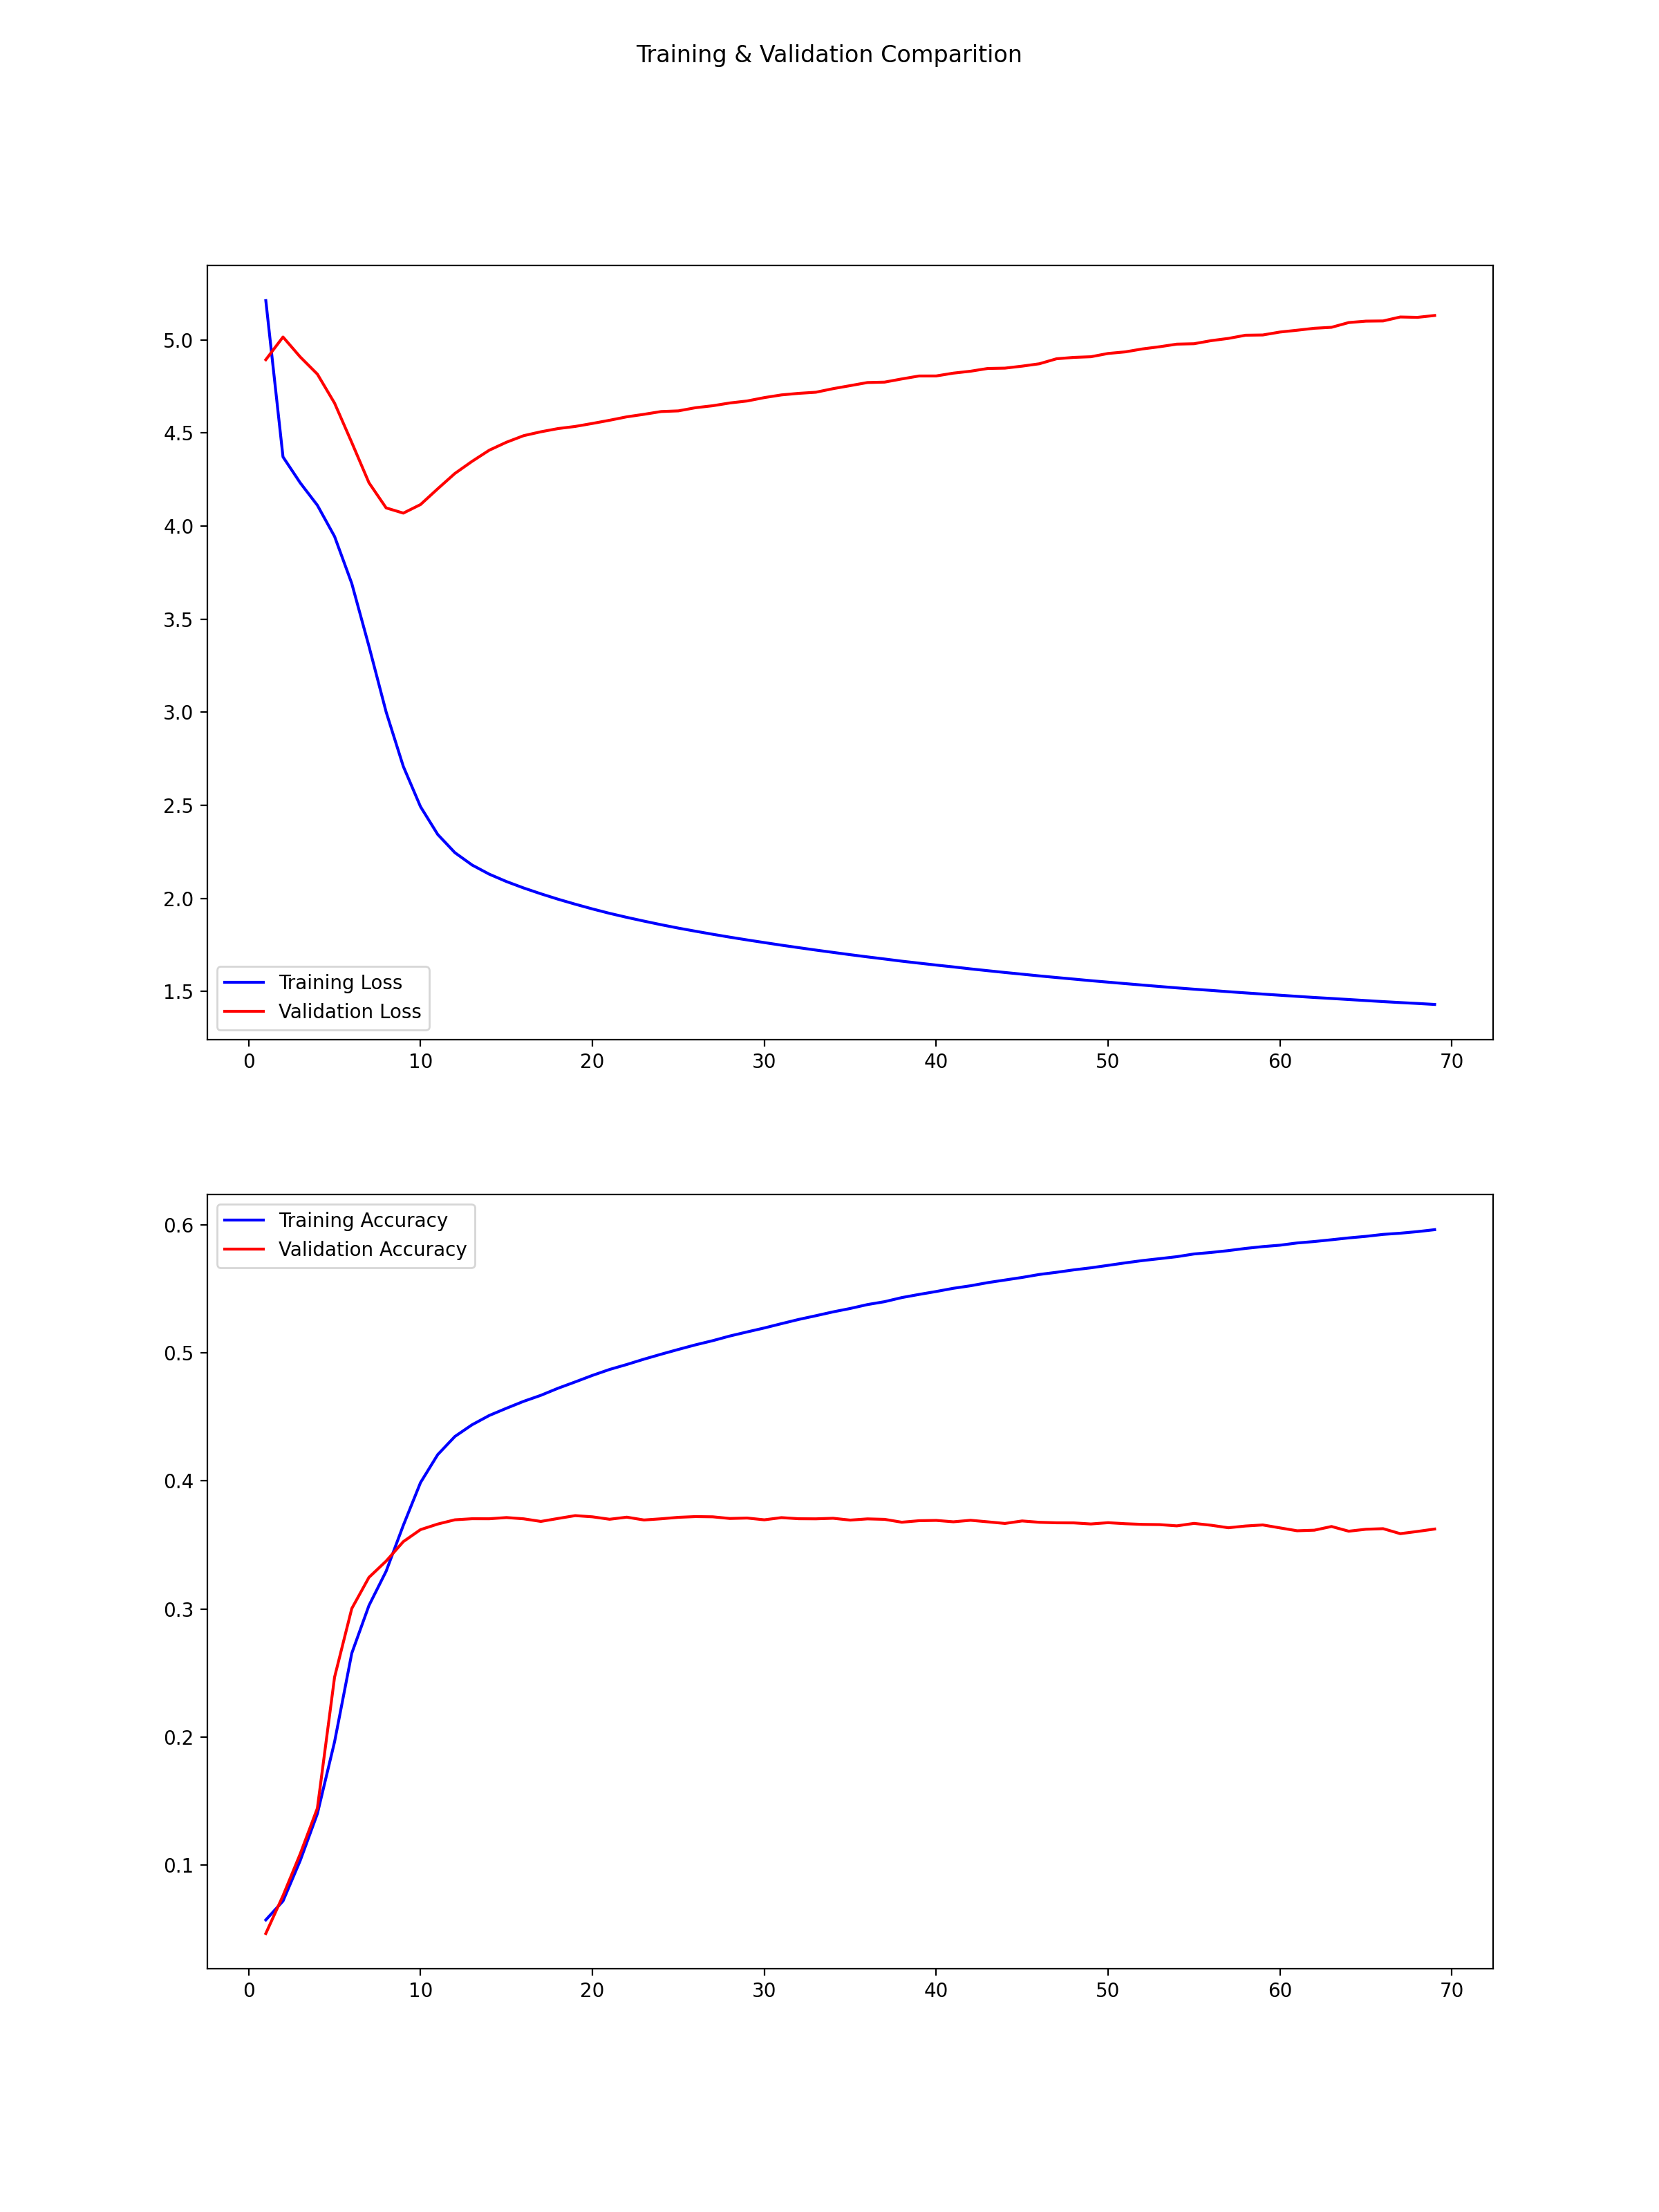 Training & Validation Comparition
5.0
4.5
4.0
3.5
3.0
2.5
2.0
1.5
Training Loss
Validation Loss
0 10 20 30 40 50 60 70
Training Accuracy
Validation Accuracy
0.6
0.5
0.4
0.3
0.2
0.1
0 10 20 30 40 50 60 70